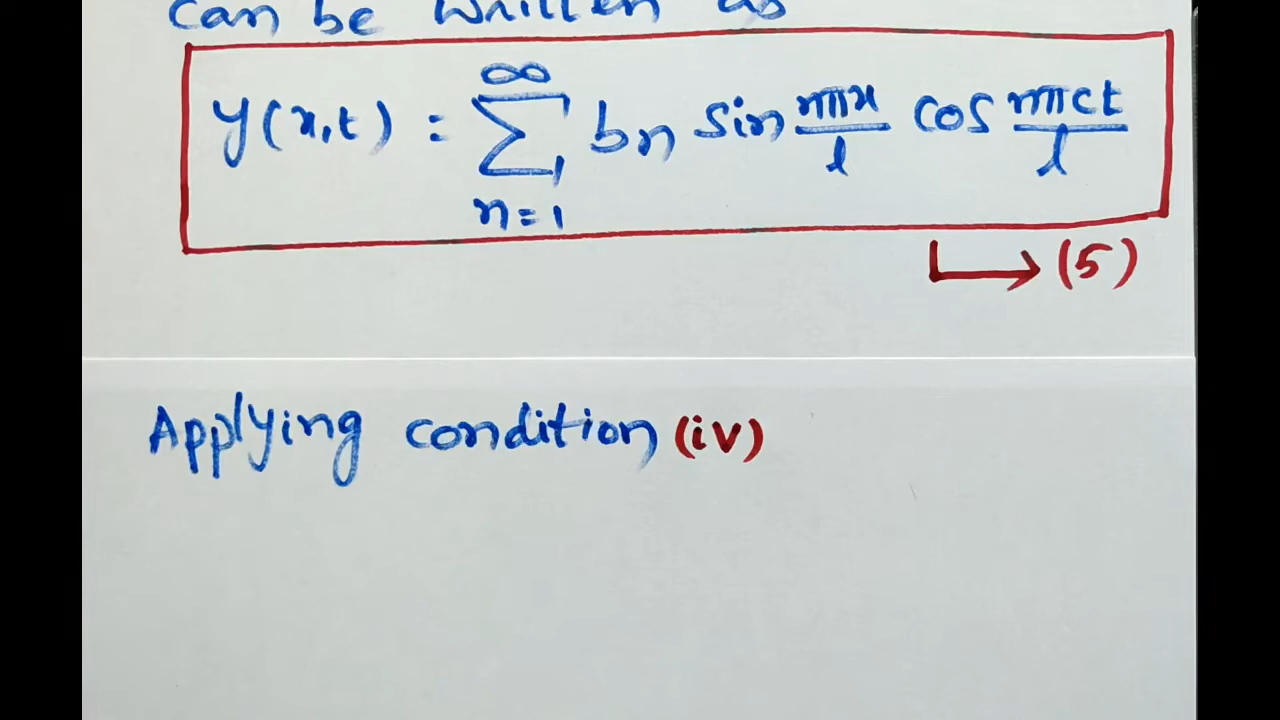 can be written as
y(x,t) = ∞ ∑ n=1 bn sin nπx/l cos nπct/l
→ (5)
Applying condition (iv)